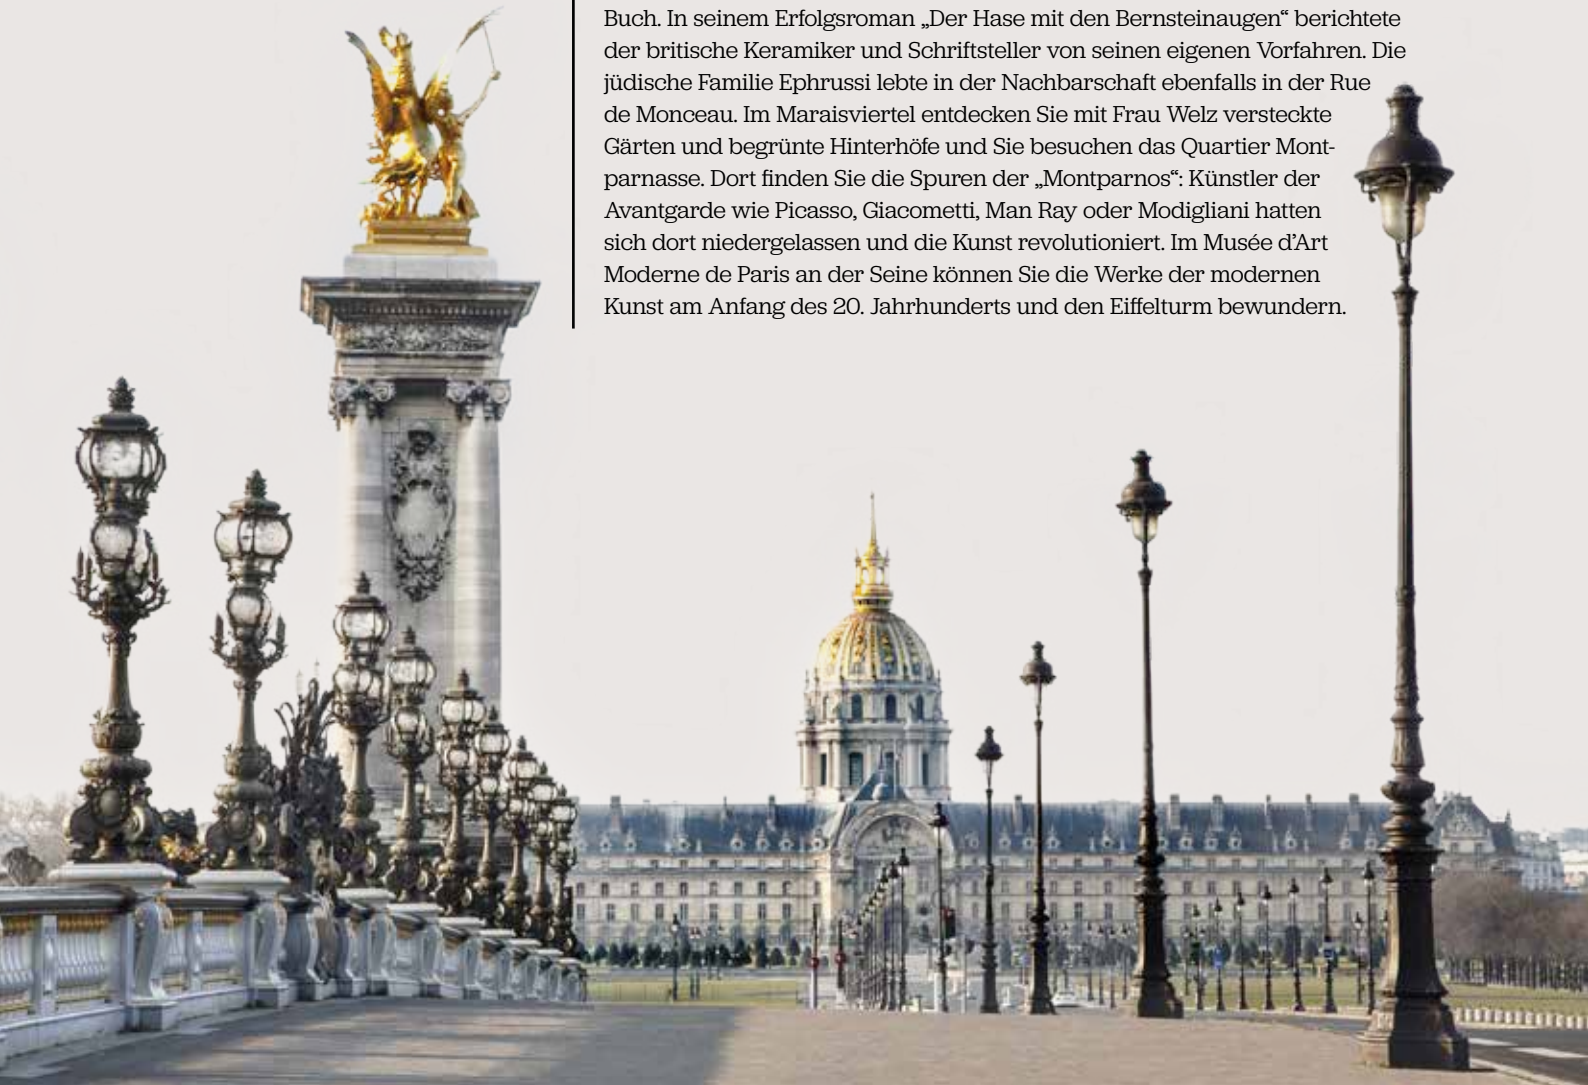 Buch. In seinem Erfolgsroman „Der Hase mit den Bernsteinaugen“ berichtete
der britische Keramiker und Schriftsteller von seinen eigenen Vorfahren. Die
jüdische Familie Ephrussi lebte in der Nachbarschaft ebenfalls in der Rue
de Monceau. Im Maraisviertel entdecken Sie mit Frau Welz versteckte
Gärten und begrünte Hinterhöfe und Sie besuchen das Quartier Mont-
parnasse. Dort finden Sie die Spuren der „Montparnos“: Künstler der
Avantgarde wie Picasso, Giacometti, Man Ray oder Modigliani hatten
sich dort niedergelassen und die Kunst revolutioniert. Im Musée d’Art
Moderne de Paris an der Seine können Sie die Werke der modernen
Kunst am Anfang des 20. Jahrhunderts und den Eiffelturm bewundern.